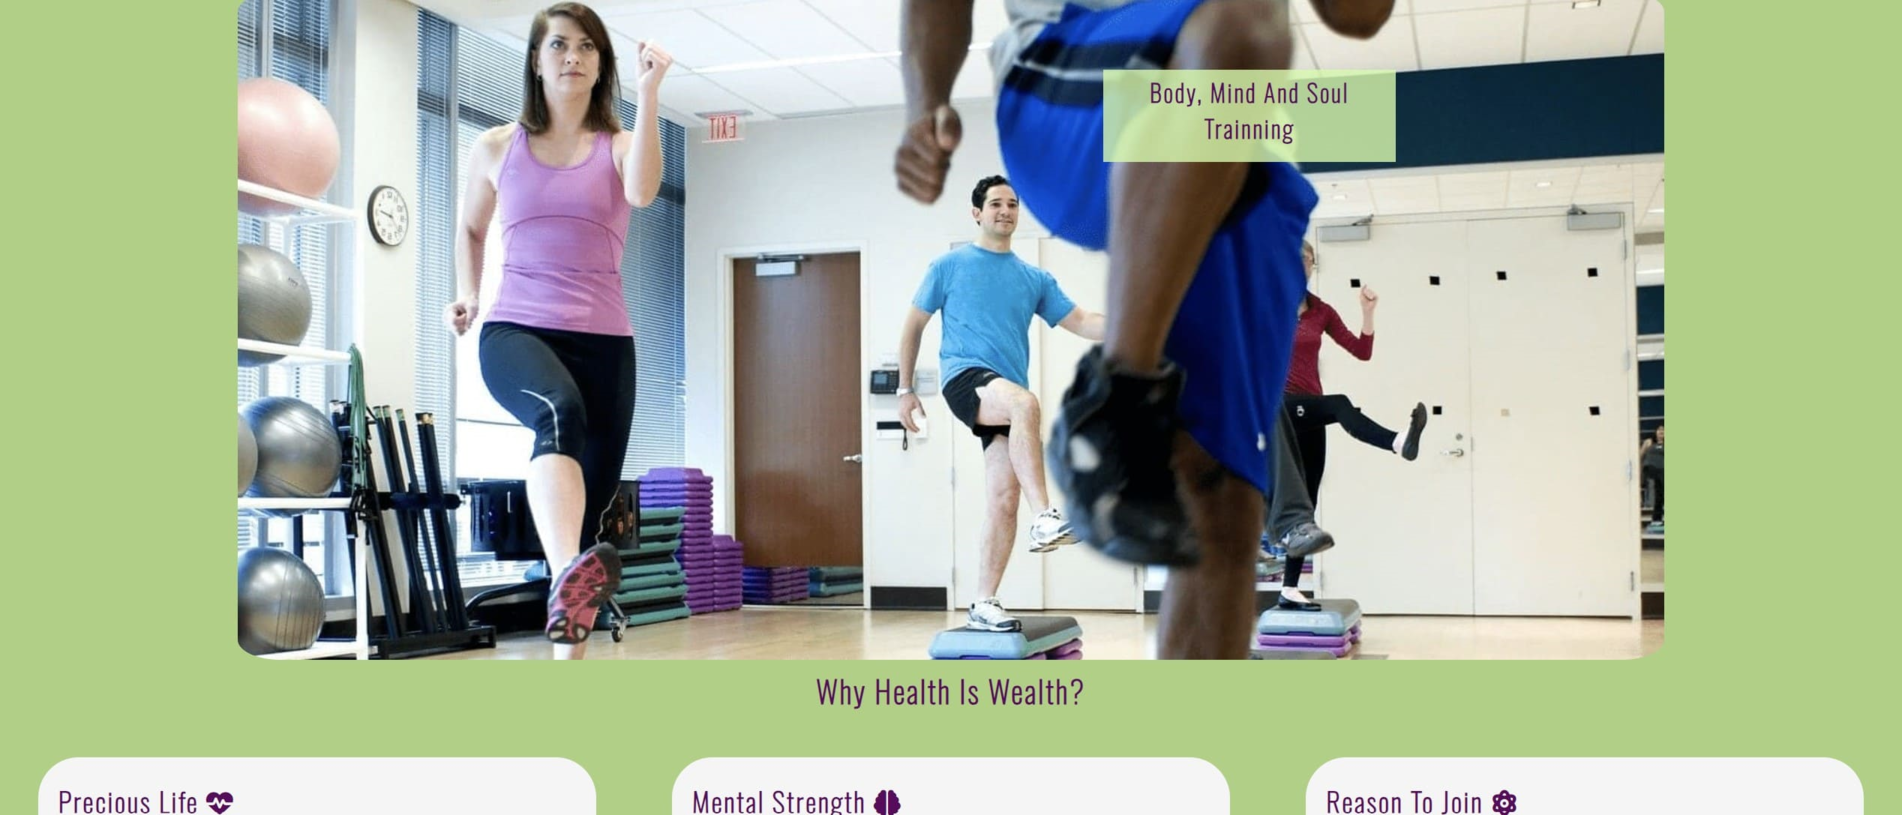 EXIT
Body, Mind And Soul
Trainning
Why Health Is Wealth?
Precious Life
Mental Strength
Reason To Join